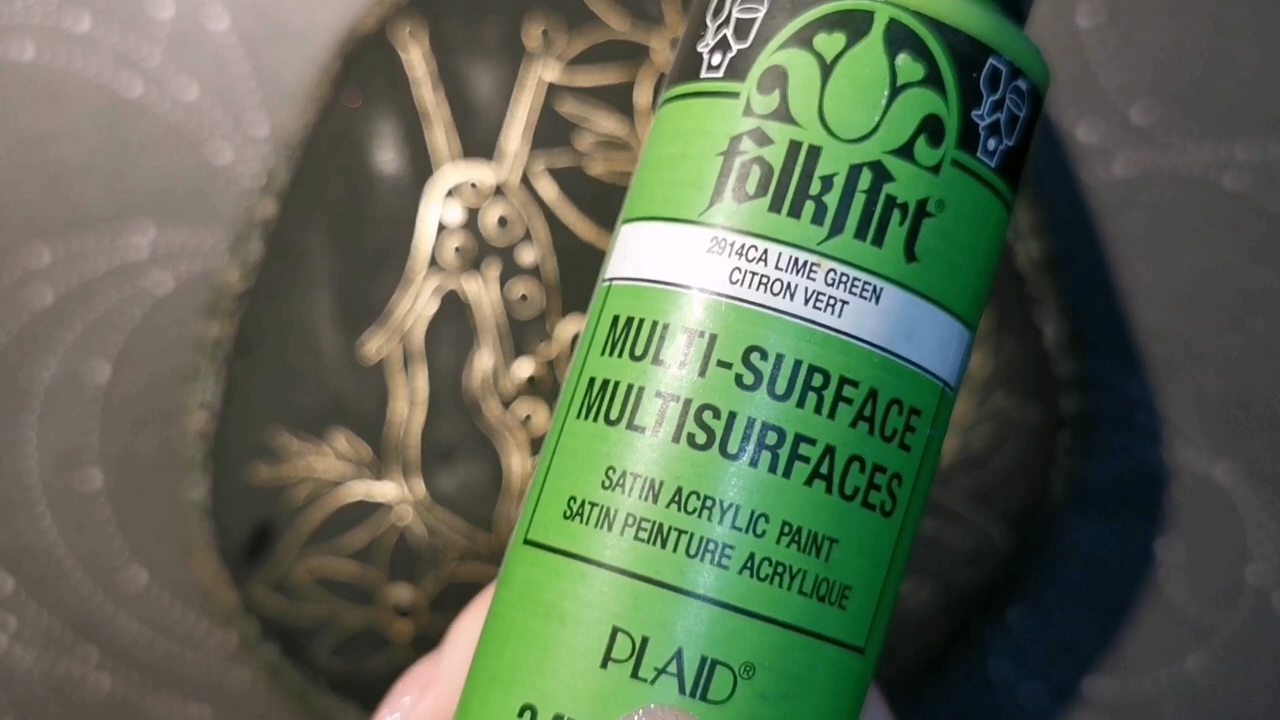 folkArt®
2914CA LIME GREEN
CITRON VERT
MULTI-SURFACE
MULTISURFACES
SATIN ACRYLIC PAINT
SATIN PEINTURE ACRYLIQUE
PLAID®